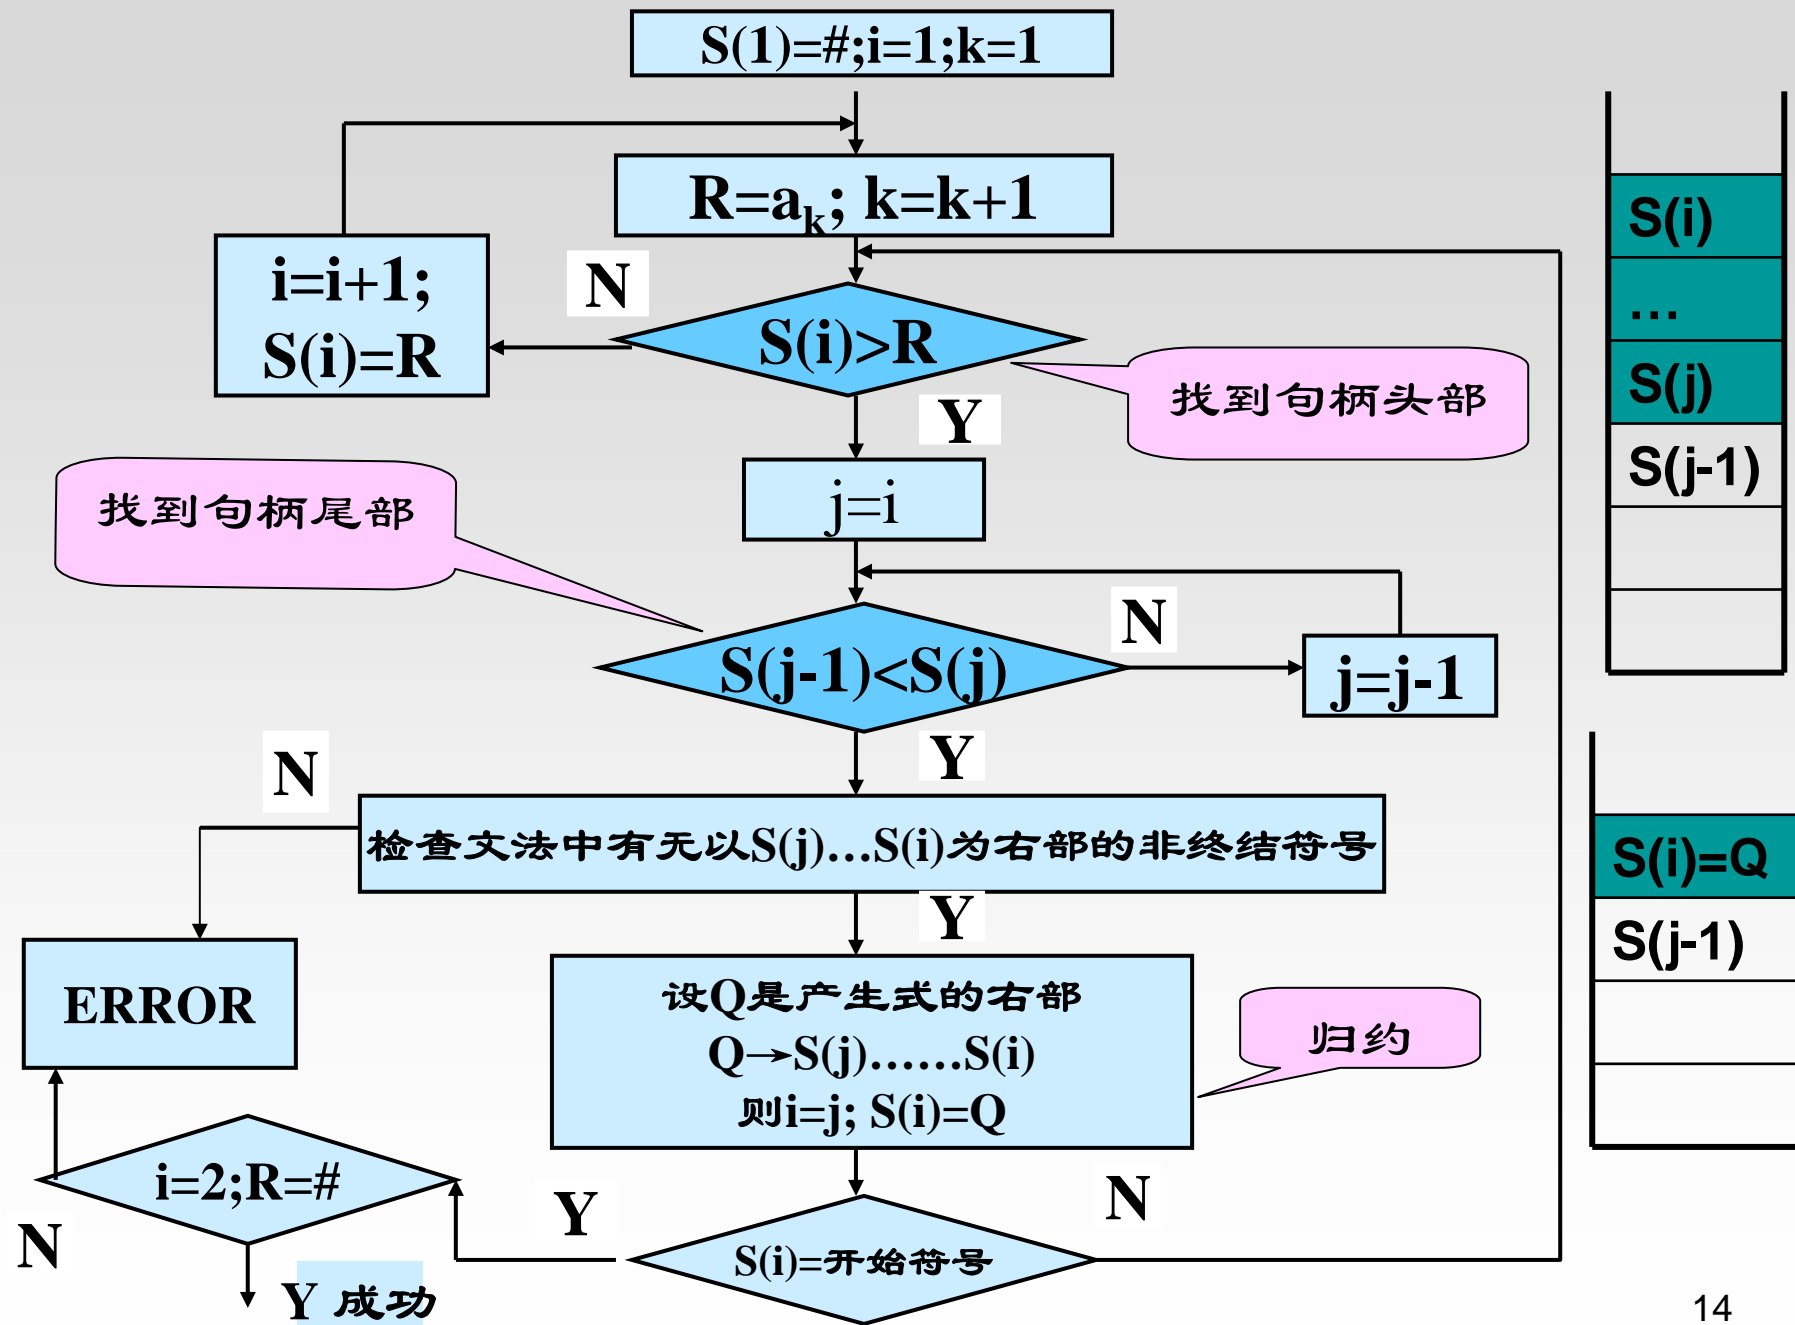 S(1)=#;i=1;k=1
R=aₖ; k=k+1
i=i+1;
S(i)=R
N
S(i)>R
找到句柄头部
Y
j=i
找到句柄尾部
S(j-1)<S(j)
N
j=j-1
Y
N
检查文法中有无以S(j)…S(i)为右部的非终结符号
Y
ERROR
设Q是产生式的右部
Q→S(j)……S(i)
则i=j; S(i)=Q
归约
i=2;R=#
N
Y 成功
Y
S(i)=开始符号
N
S(i)
…
S(j)
S(j-1)
S(i)=Q
S(j-1)
14